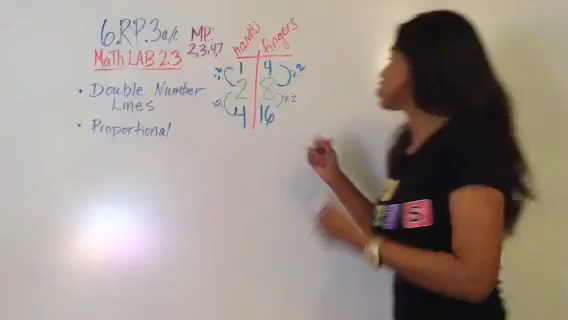 6.RP.3a/c MP:
2,3,4,7
Math LAB 2.3
• Double Number
Lines
• Proportional
hand(s) fingers
x2 1 4 x2
2 8
x2 x2
4 16
S